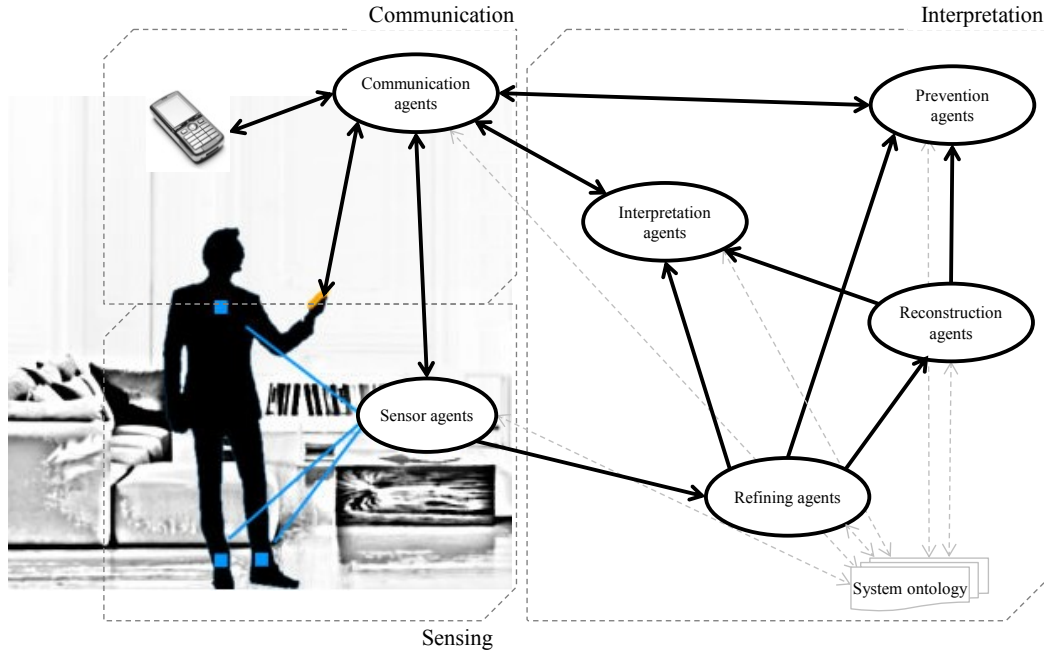 Communication
Interpretation
Communication
agents
Prevention
agents
Interpretation
agents
Reconstruction
agents
Sensor agents
Refining agents
System ontology
Sensing